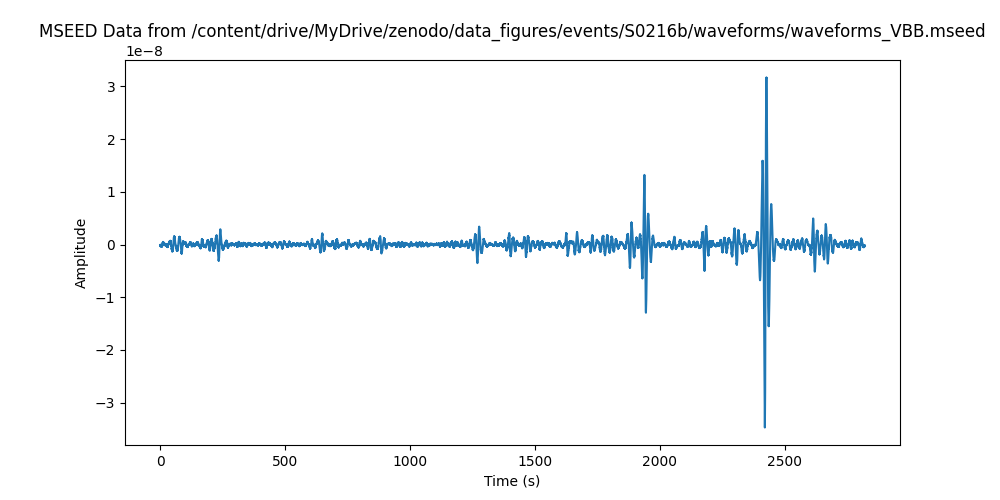 MSEED Data from /content/drive/MyDrive/zenodo/data_figures/events/S0216b/waveforms/waveforms_VBB.mseed
1e−8
3
2
1
0
−1
−2
−3
Amplitude
0 500 1000 1500 2000 2500
Time (s)